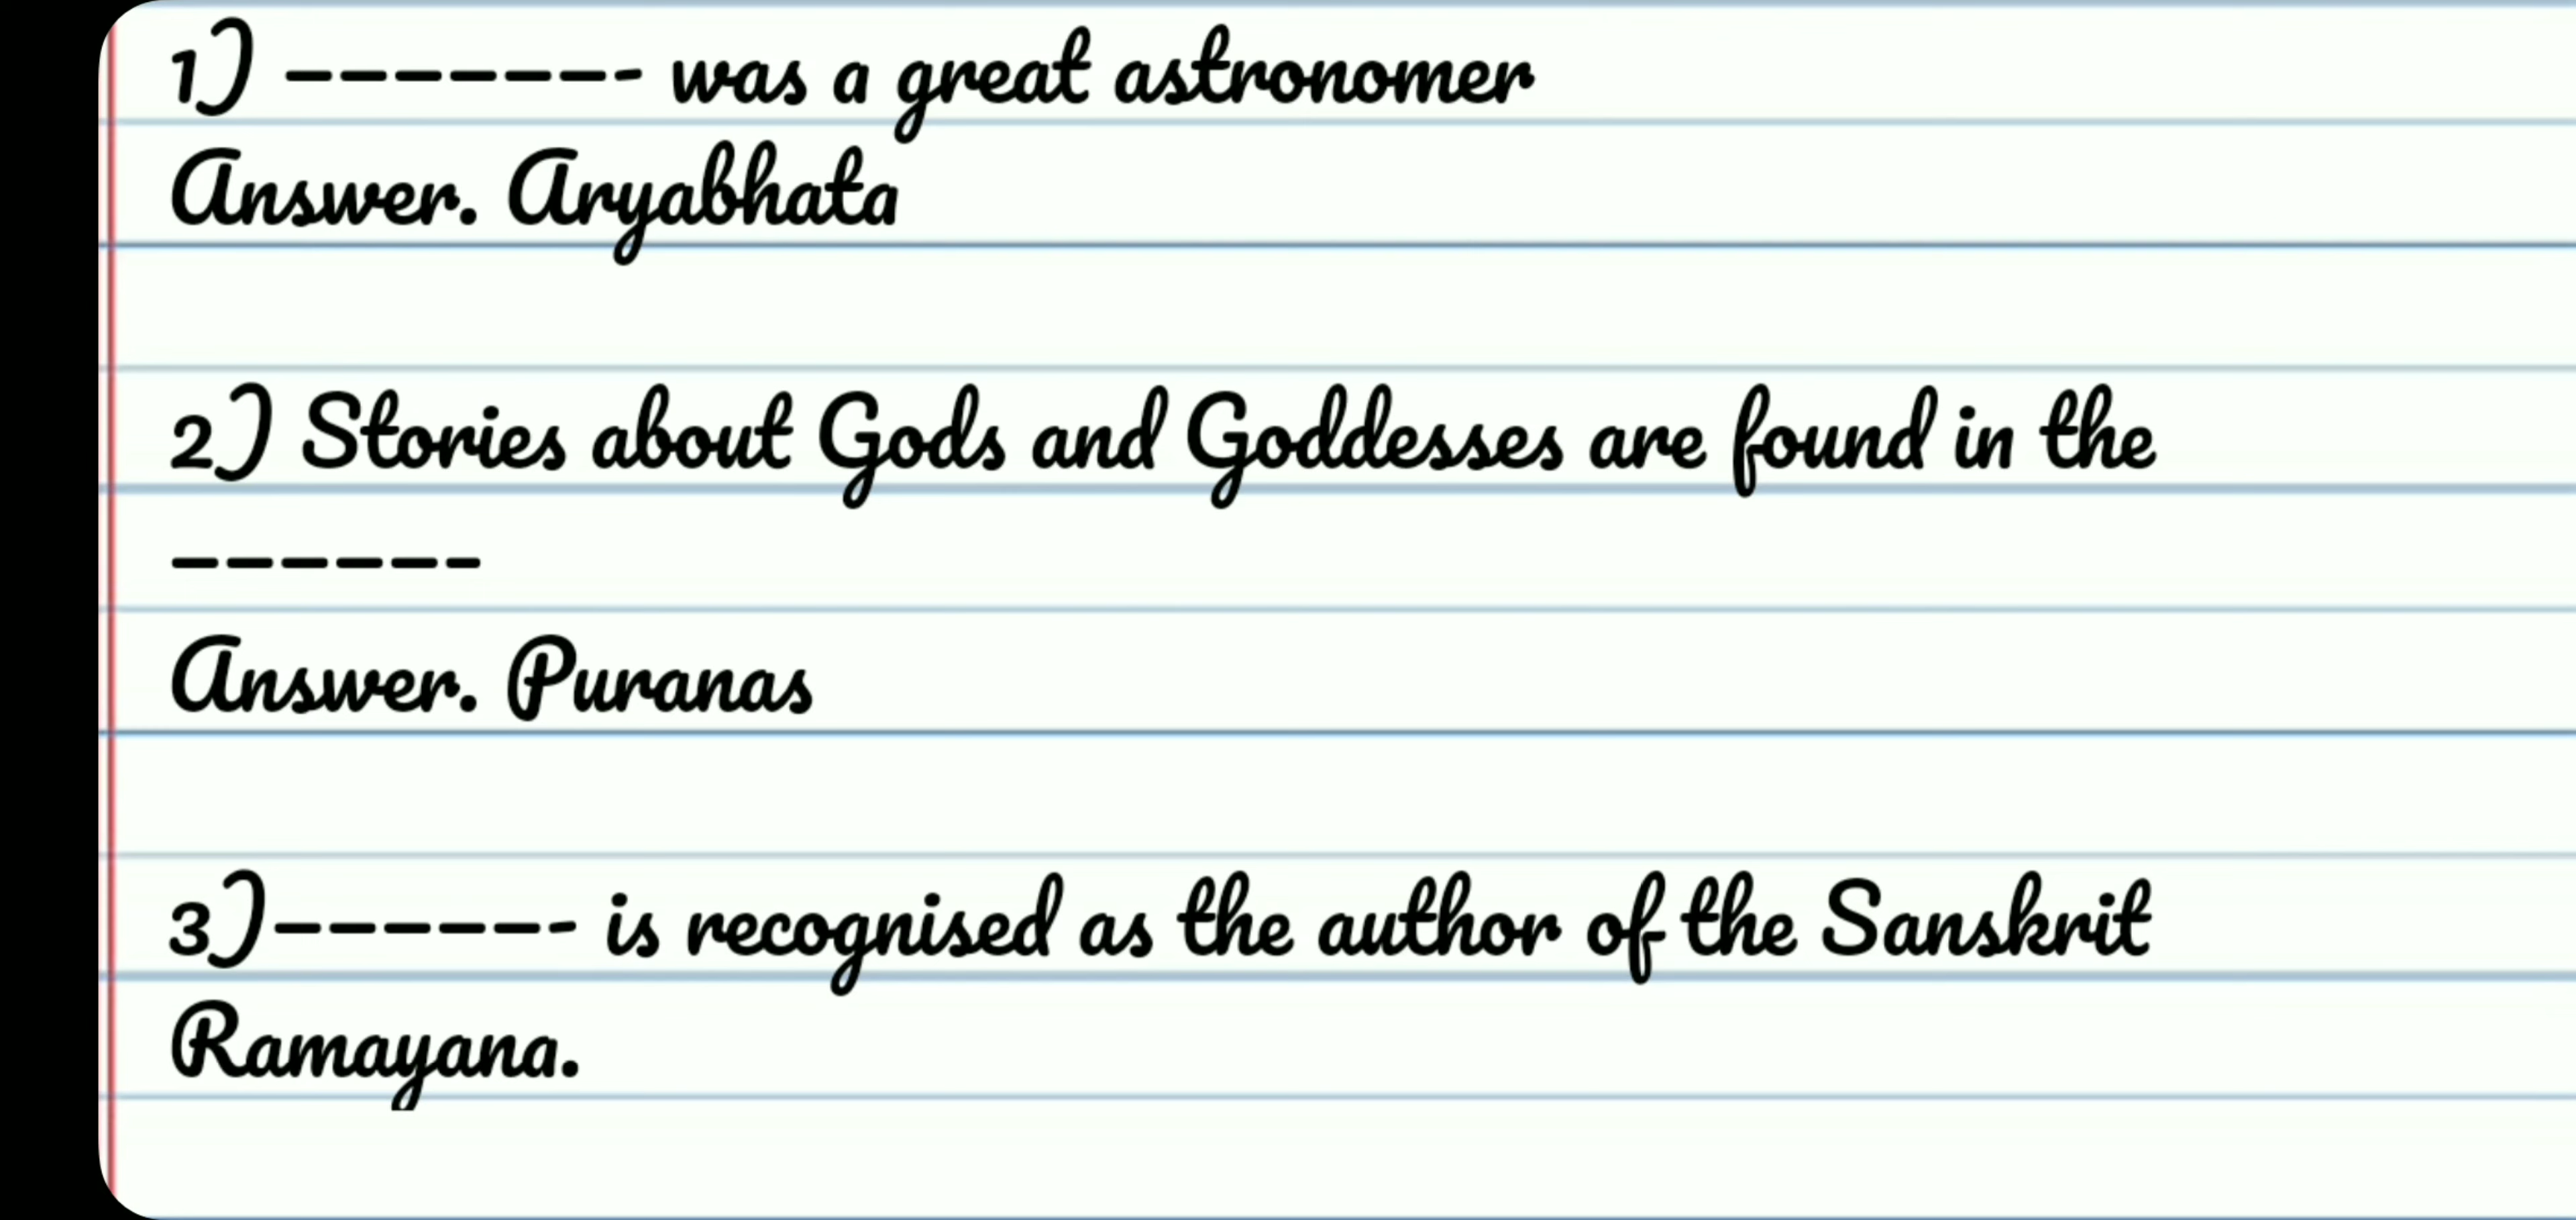 1) ------- was a great astronomer
Answer. Aryabhata
2) Stories about Gods and Goddesses are found in the
------
Answer. Puranas
3)------ is recognised as the author of the Sanskrit
Ramayana.